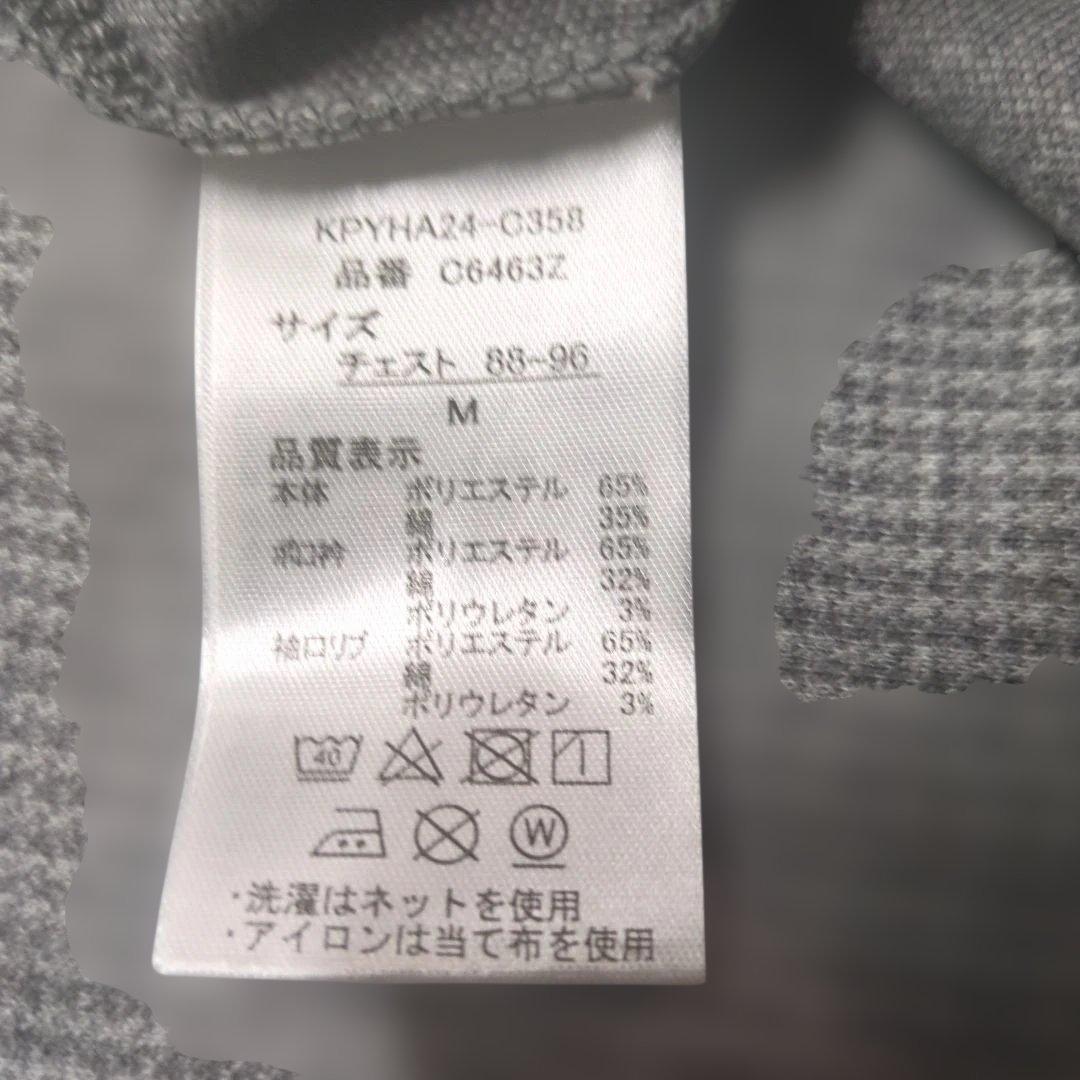 KPYHA24-C358
品番 C6463Z
サイズ
チェスト 88-96
M
品質表示
本体 ポリエステル 65%
綿 35%
ポロ衿 ポリエステル 65%
綿 32%
ポリウレタン 3%
袖口リブ ポリエステル 65%
綿 32%
ポリウレタン 3%
40
W
・洗濯はネットを使用
・アイロンは当て布を使用